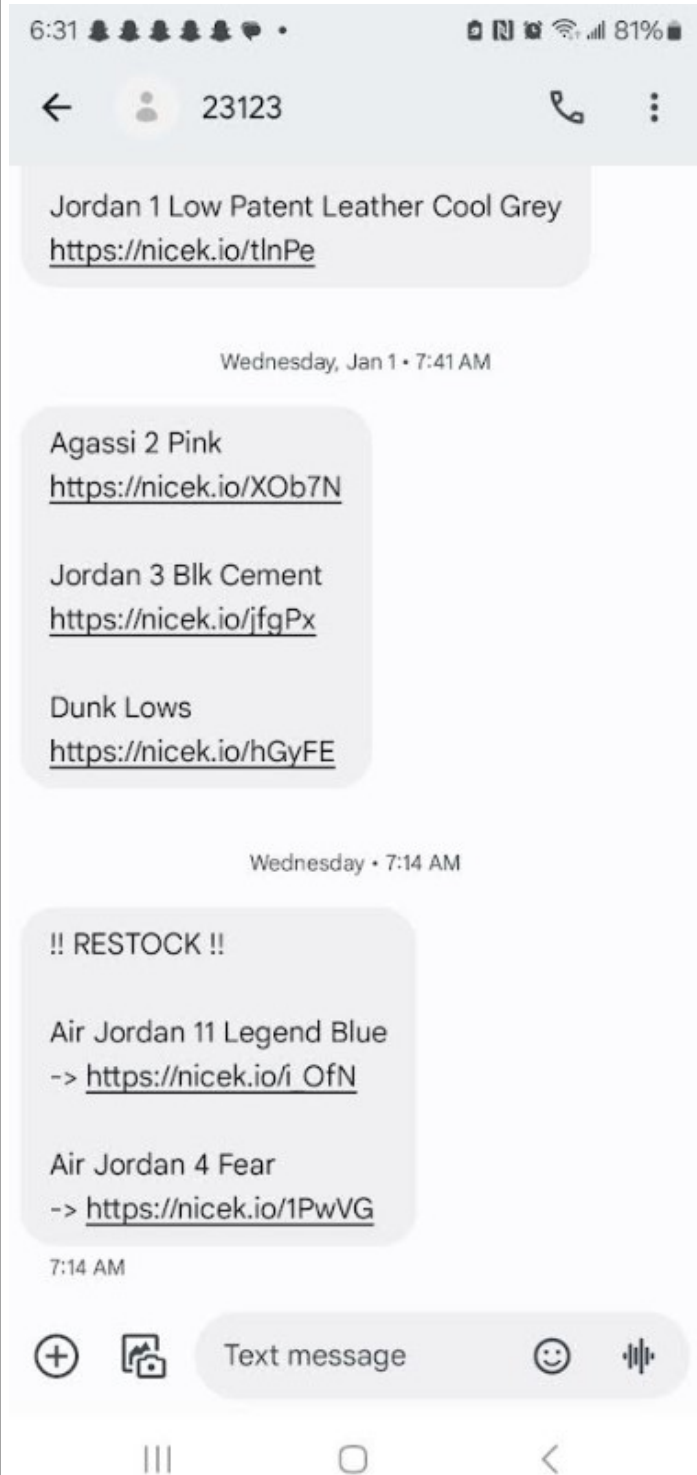 6:31
81%
23123
Jordan 1 Low Patent Leather Cool Grey
https://nicek.io/tlnPe
Wednesday, Jan 1 • 7:41 AM
Agassi 2 Pink
https://nicek.io/XOb7N
Jordan 3 Blk Cement
https://nicek.io/jfgPx
Dunk Lows
https://nicek.io/hGyFE
Wednesday • 7:14 AM
!! RESTOCK !!
Air Jordan 11 Legend Blue
-> https://nicek.io/i_OfN
Air Jordan 4 Fear
-> https://nicek.io/1PwVG
7:14 AM
Text message